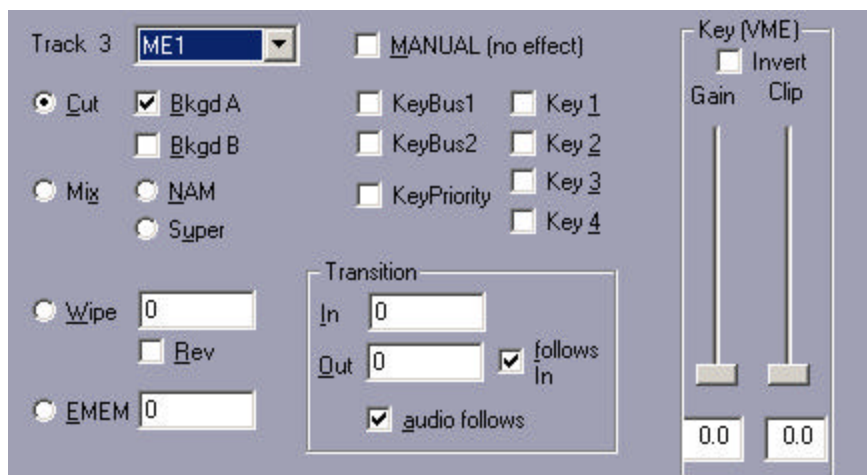 Track 3 ME1
MANUAL (no effect)
Key (VME)
Invert
Gain Clip
Cut Bkgd A
Bkgd B
KeyBus1 Key 1
KeyBus2 Key 2
KeyPriority Key 3
Key 4
Mix NAM
Super
Wipe 0
Rev
EMEM 0
Transition
In 0
Out 0 follows In
audio follows
0.0 0.0